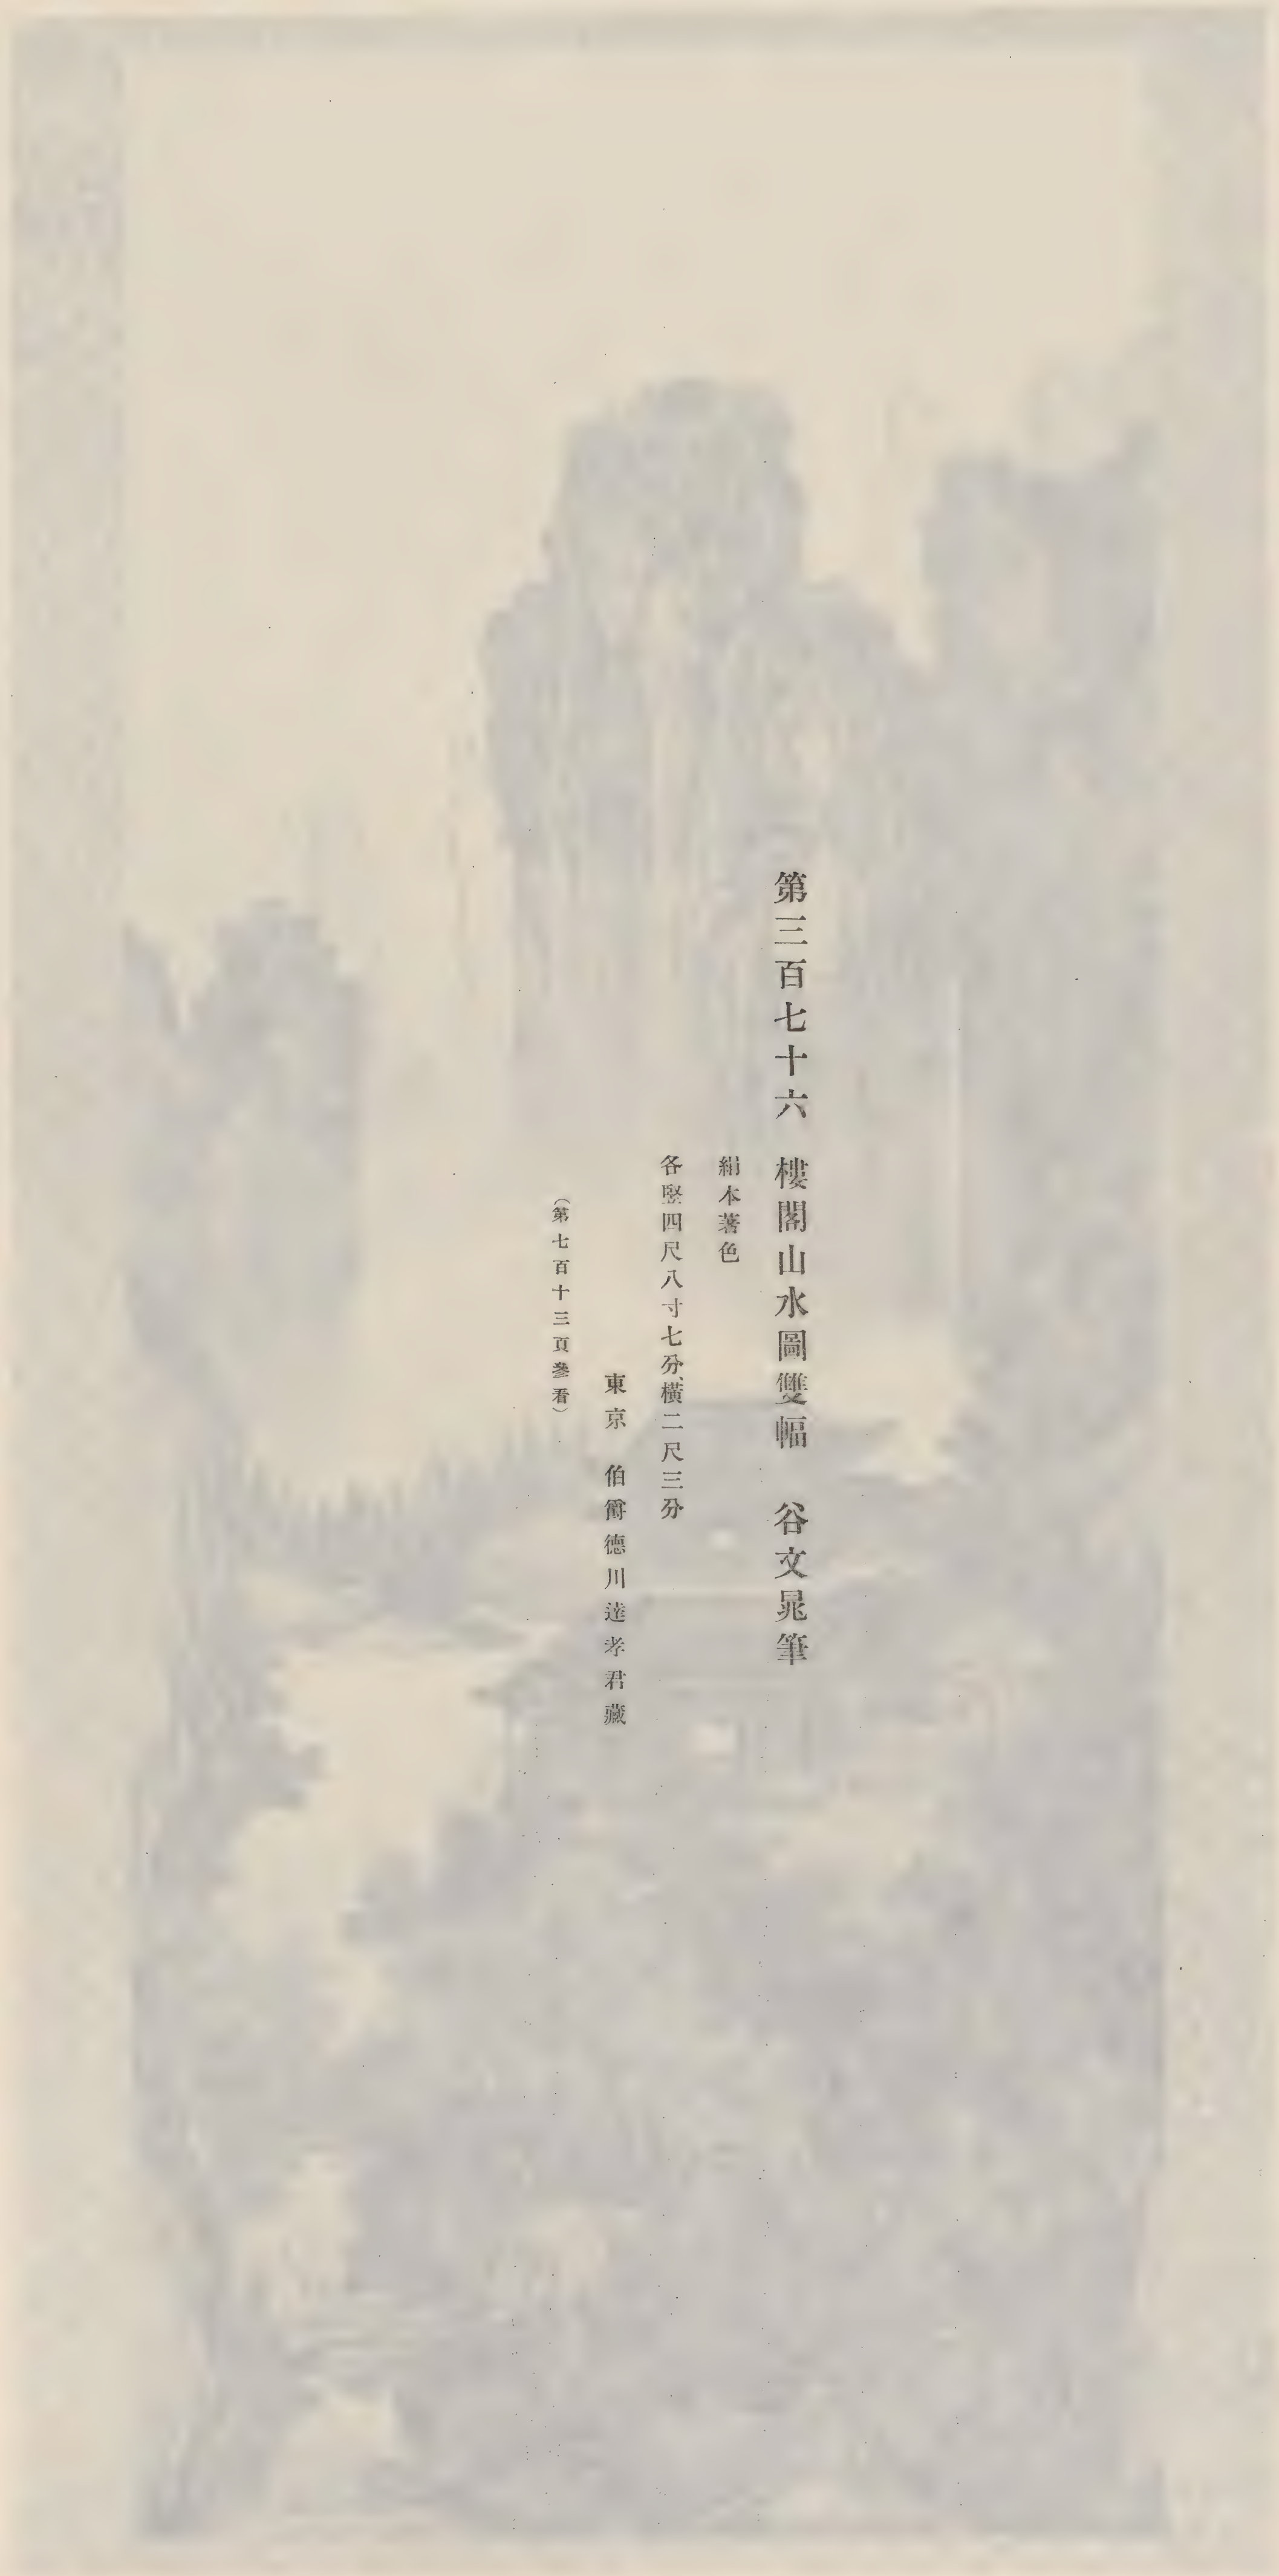 第三百七十六 樓閣山水圖雙幅 谷文晁筆
絹本著色
各竪四尺八寸七分、橫二尺三分
東京 伯爵德川達孝君藏
（第七百十三頁參看）